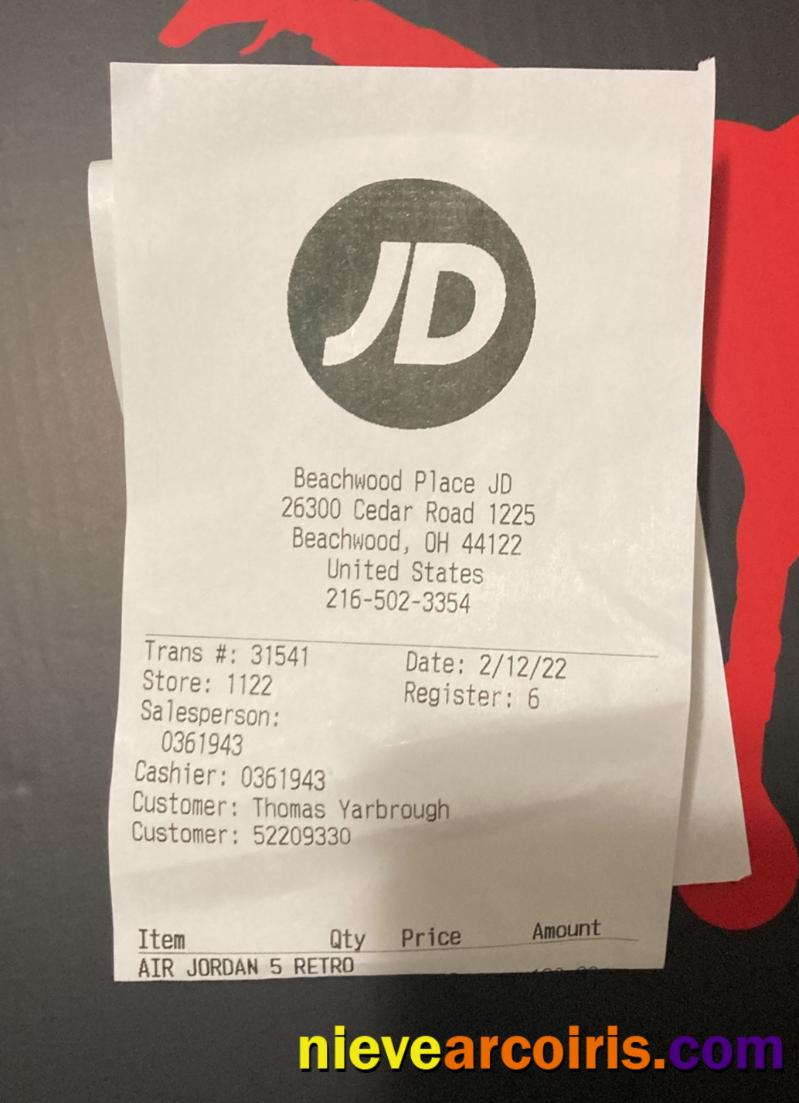 JD
Beachwood Place JD
26300 Cedar Road 1225
Beachwood, OH 44122
United States
216-502-3354
Trans #: 31541 Date: 2/12/22
Store: 1122 Register: 6
Salesperson:
0361943
Cashier: 0361943
Customer: Thomas Yarbrough
Customer: 52209330
Item Qty Price Amount
AIR JORDAN 5 RETRO
nievearcoiris.com